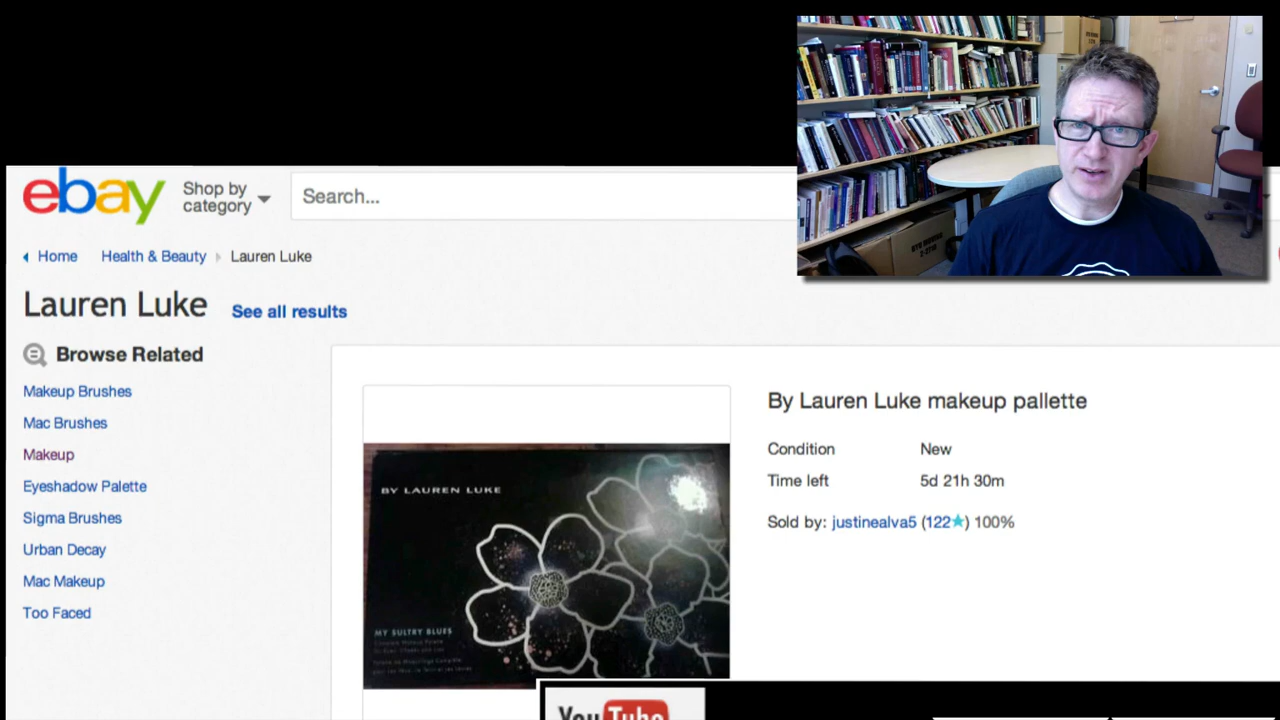 ebay
Shop by
category
Search...
Home Health & Beauty Lauren Luke
Lauren Luke See all results
Browse Related
Makeup Brushes
Mac Brushes
Makeup
Eyeshadow Palette
Sigma Brushes
Urban Decay
Mac Makeup
Too Faced
By Lauren Luke makeup pallette
Condition New
Time left 5d 21h 30m
Sold by: justinealva5 (122★) 100%
BY LAUREN LUKE
MY SULTRY BLUES
YouTube